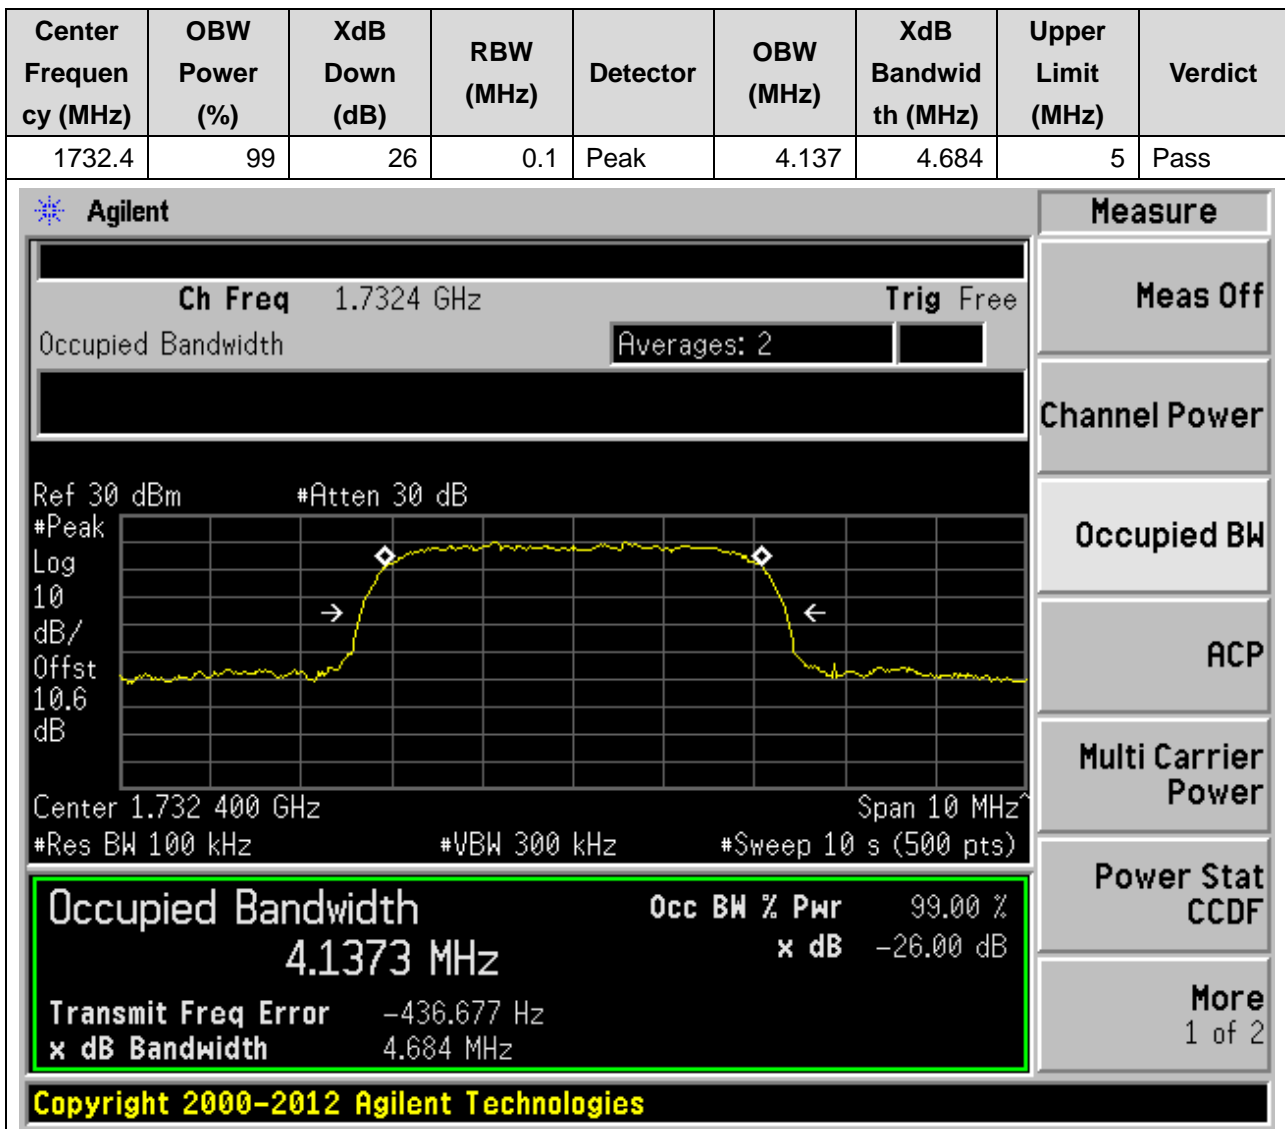 Center Frequen cy (MHz) OBW Power (%) XdB Down (dB) RBW (MHz) Detector OBW (MHz) XdB Bandwid th (MHz) Upper Limit (MHz) Verdict
1732.4 99 26 0.1 Peak 4.137 4.684 5 Pass
Agilent Measure
Ch Freq 1.7324 GHz Trig Free
Meas Off
Occupied Bandwidth Averages: 2
Channel Power
Ref 30 dBm #Atten 30 dB
#Peak
Log
10
dB/
Offst
10.6
dB
Occupied BW
ACP
Multi Carrier
Power
Center 1.732 400 GHz Span 10 MHz^
#Res BW 100 kHz #VBW 300 kHz #Sweep 10 s (500 pts)
Power Stat
CCDF
Occupied Bandwidth Occ BW % Pwr 99.00 %
4.1373 MHz x dB -26.00 dB
Transmit Freq Error -436.677 Hz
x dB Bandwidth 4.684 MHz
More
1 of 2
Copyright 2000-2012 Agilent Technologies